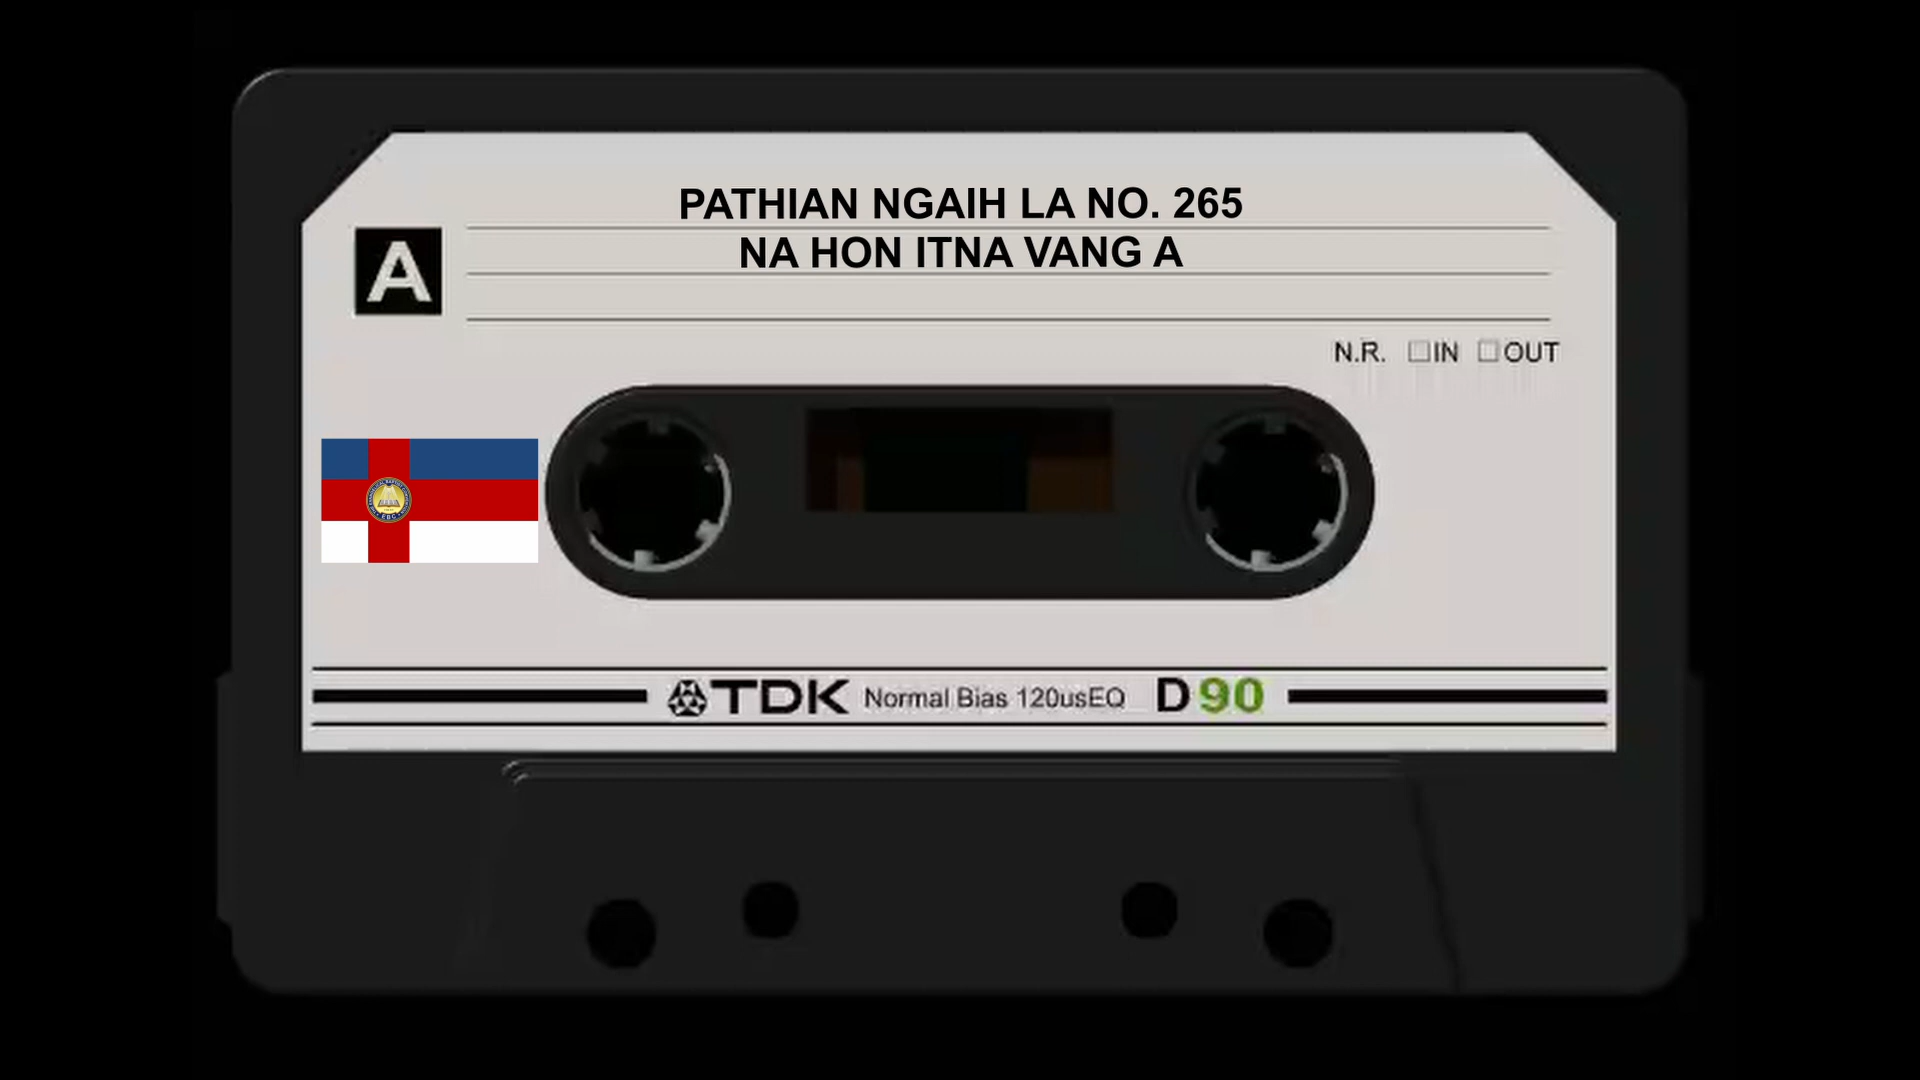 PATHIAN NGAIH LA NO. 265
NA HON ITNA VANG A
A
N.R. IN OUT
TDK Normal Bias 120usEQ D90